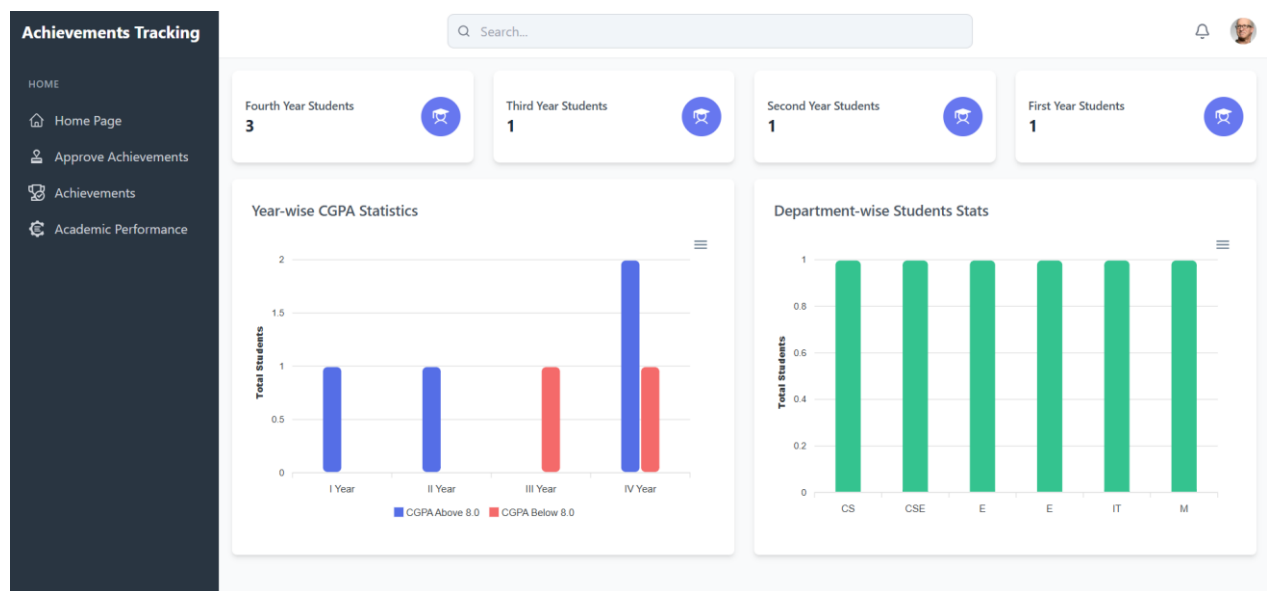 Achievements Tracking
Search...
HOME
Home Page
Approve Achievements
Achievements
Academic Performance
Fourth Year Students
3
Third Year Students
1
Second Year Students
1
First Year Students
1
Year-wise CGPA Statistics
Total Students
2
1.5
1
0.5
0
I Year II Year III Year IV Year
CGPA Above 8.0 CGPA Below 8.0
Department-wise Students Stats
Total Students
1
0.8
0.6
0.4
0.2
0
CS CSE E E IT M